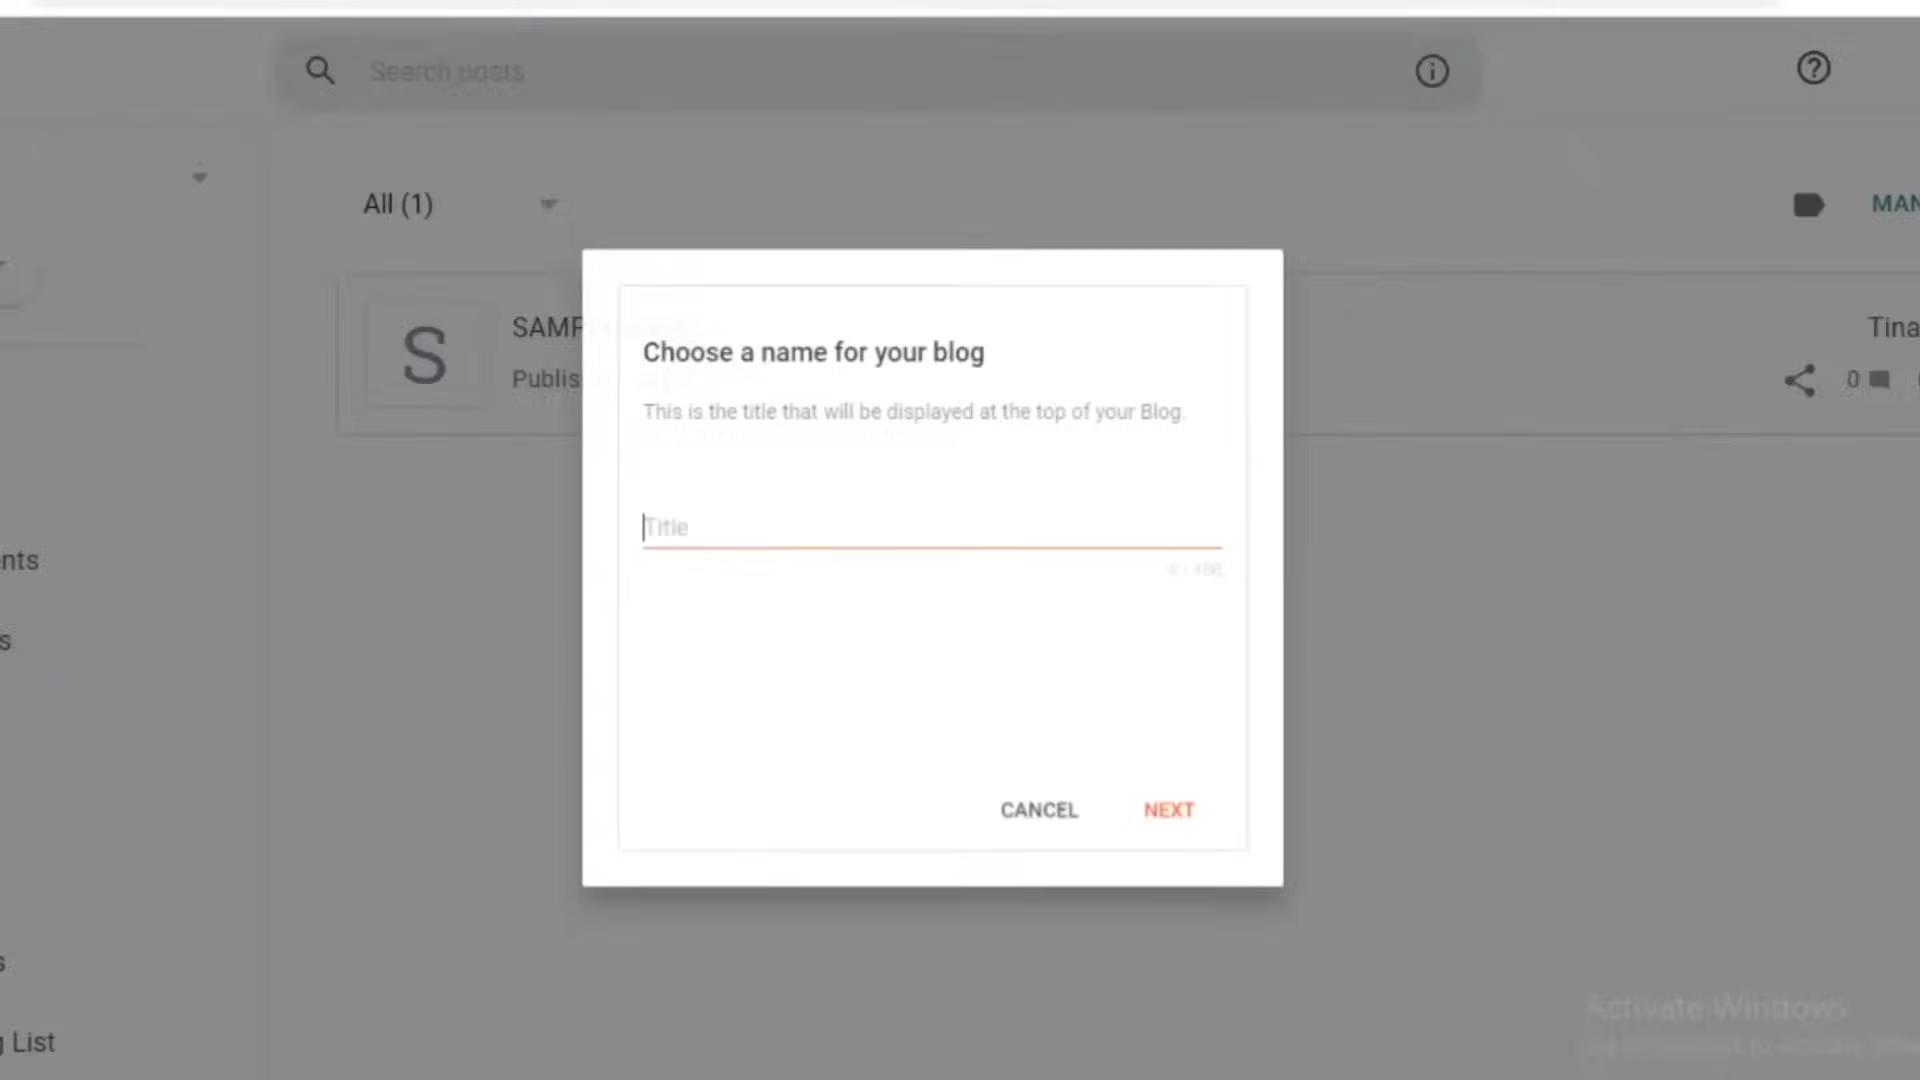 Search posts
All (1)
MAN
S
SAMP
Tina
Publis
0
Choose a name for your blog
This is the title that will be displayed at the top of your Blog.
Title
nts
s
CANCEL
NEXT
s
g List
Activate Windows